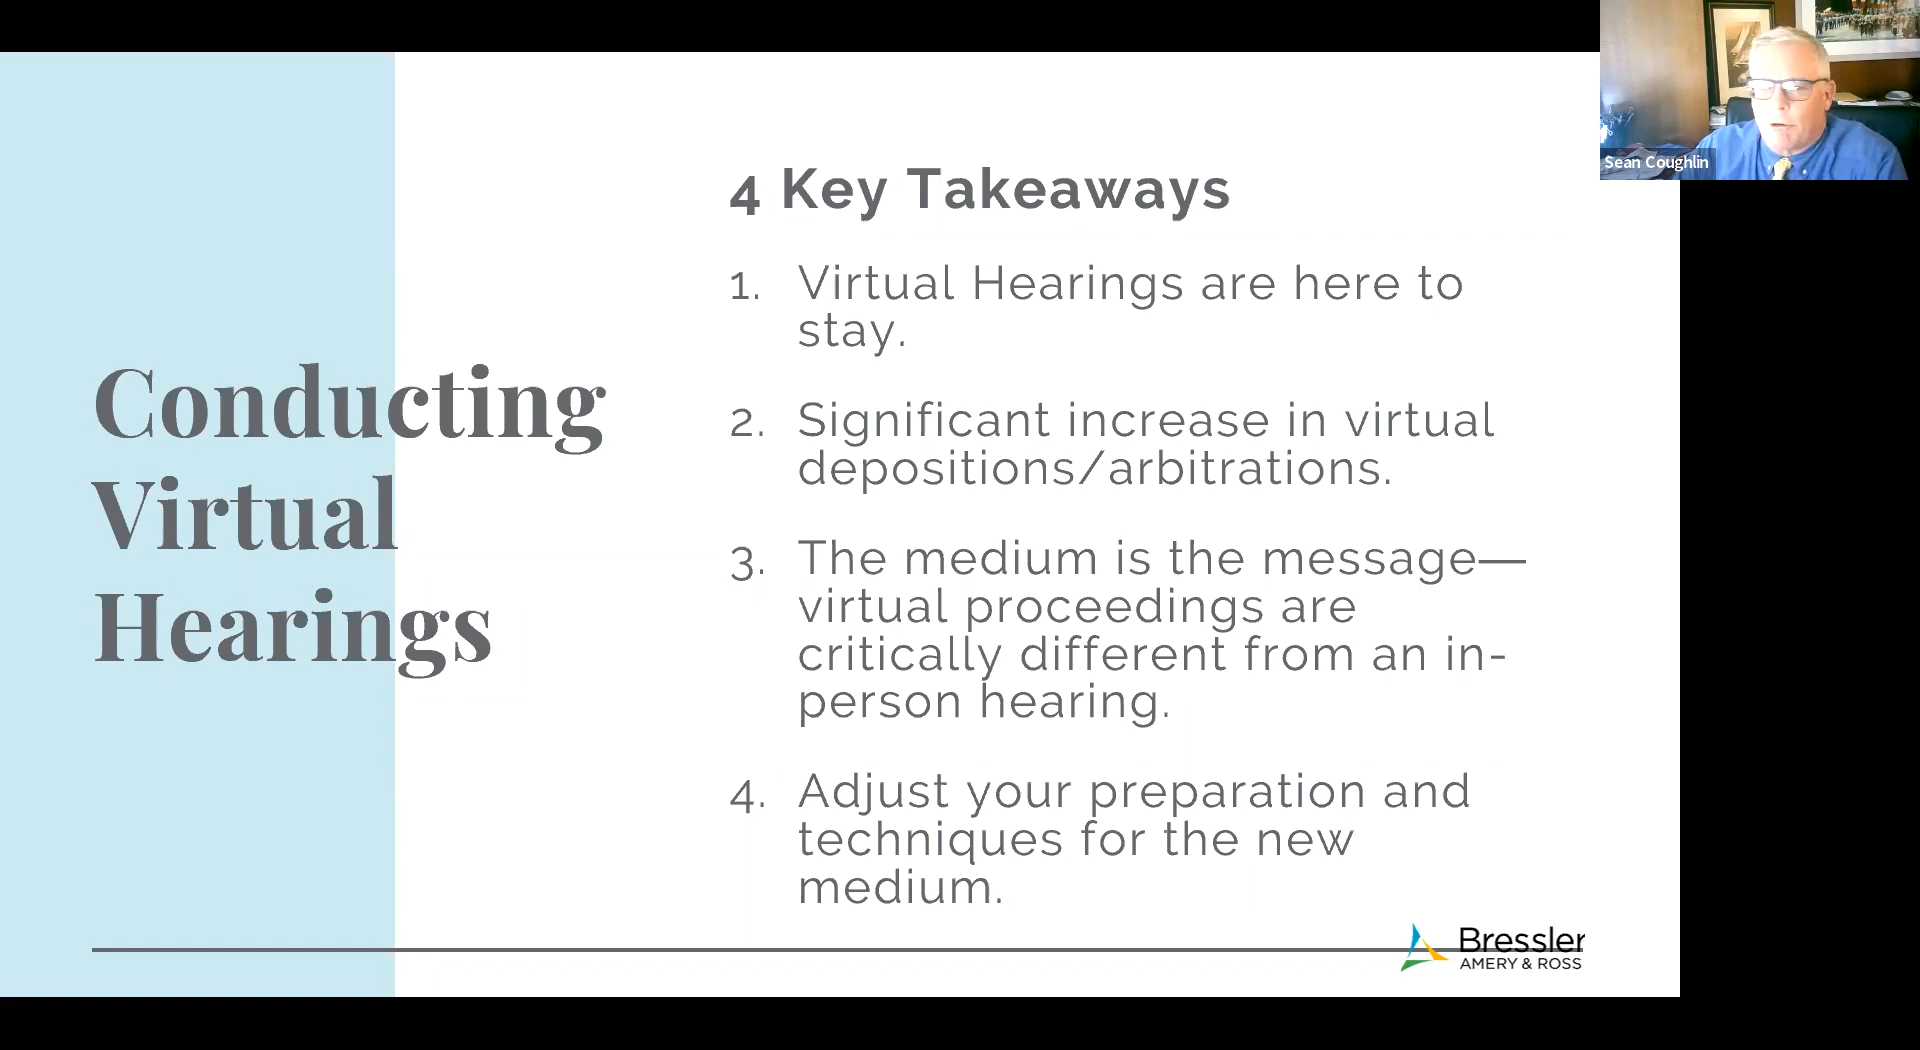 Sean Coughlin
Conducting
Virtual
Hearings
4 Key Takeaways
1. Virtual Hearings are here to
stay.
2. Significant increase in virtual
depositions/arbitrations.
3. The medium is the message—
virtual proceedings are
critically different from an in-
person hearing.
4. Adjust your preparation and
techniques for the new
medium.
Bressler
AMERY & ROSS